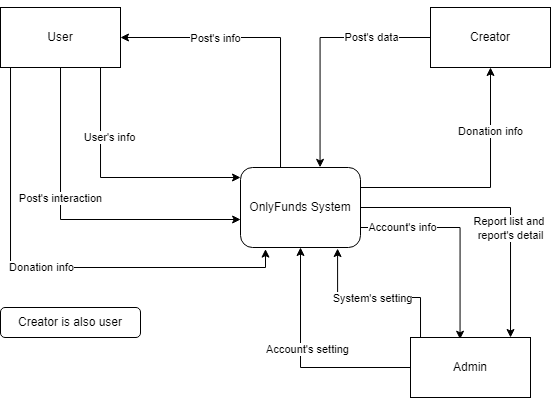 User
Post's info
Post's data
Creator
User's info
Donation info
Post's interaction
OnlyFunds System
Report list and
report's detail
Account's info
Donation info
System's setting
Creator is also user
Account's setting
Admin